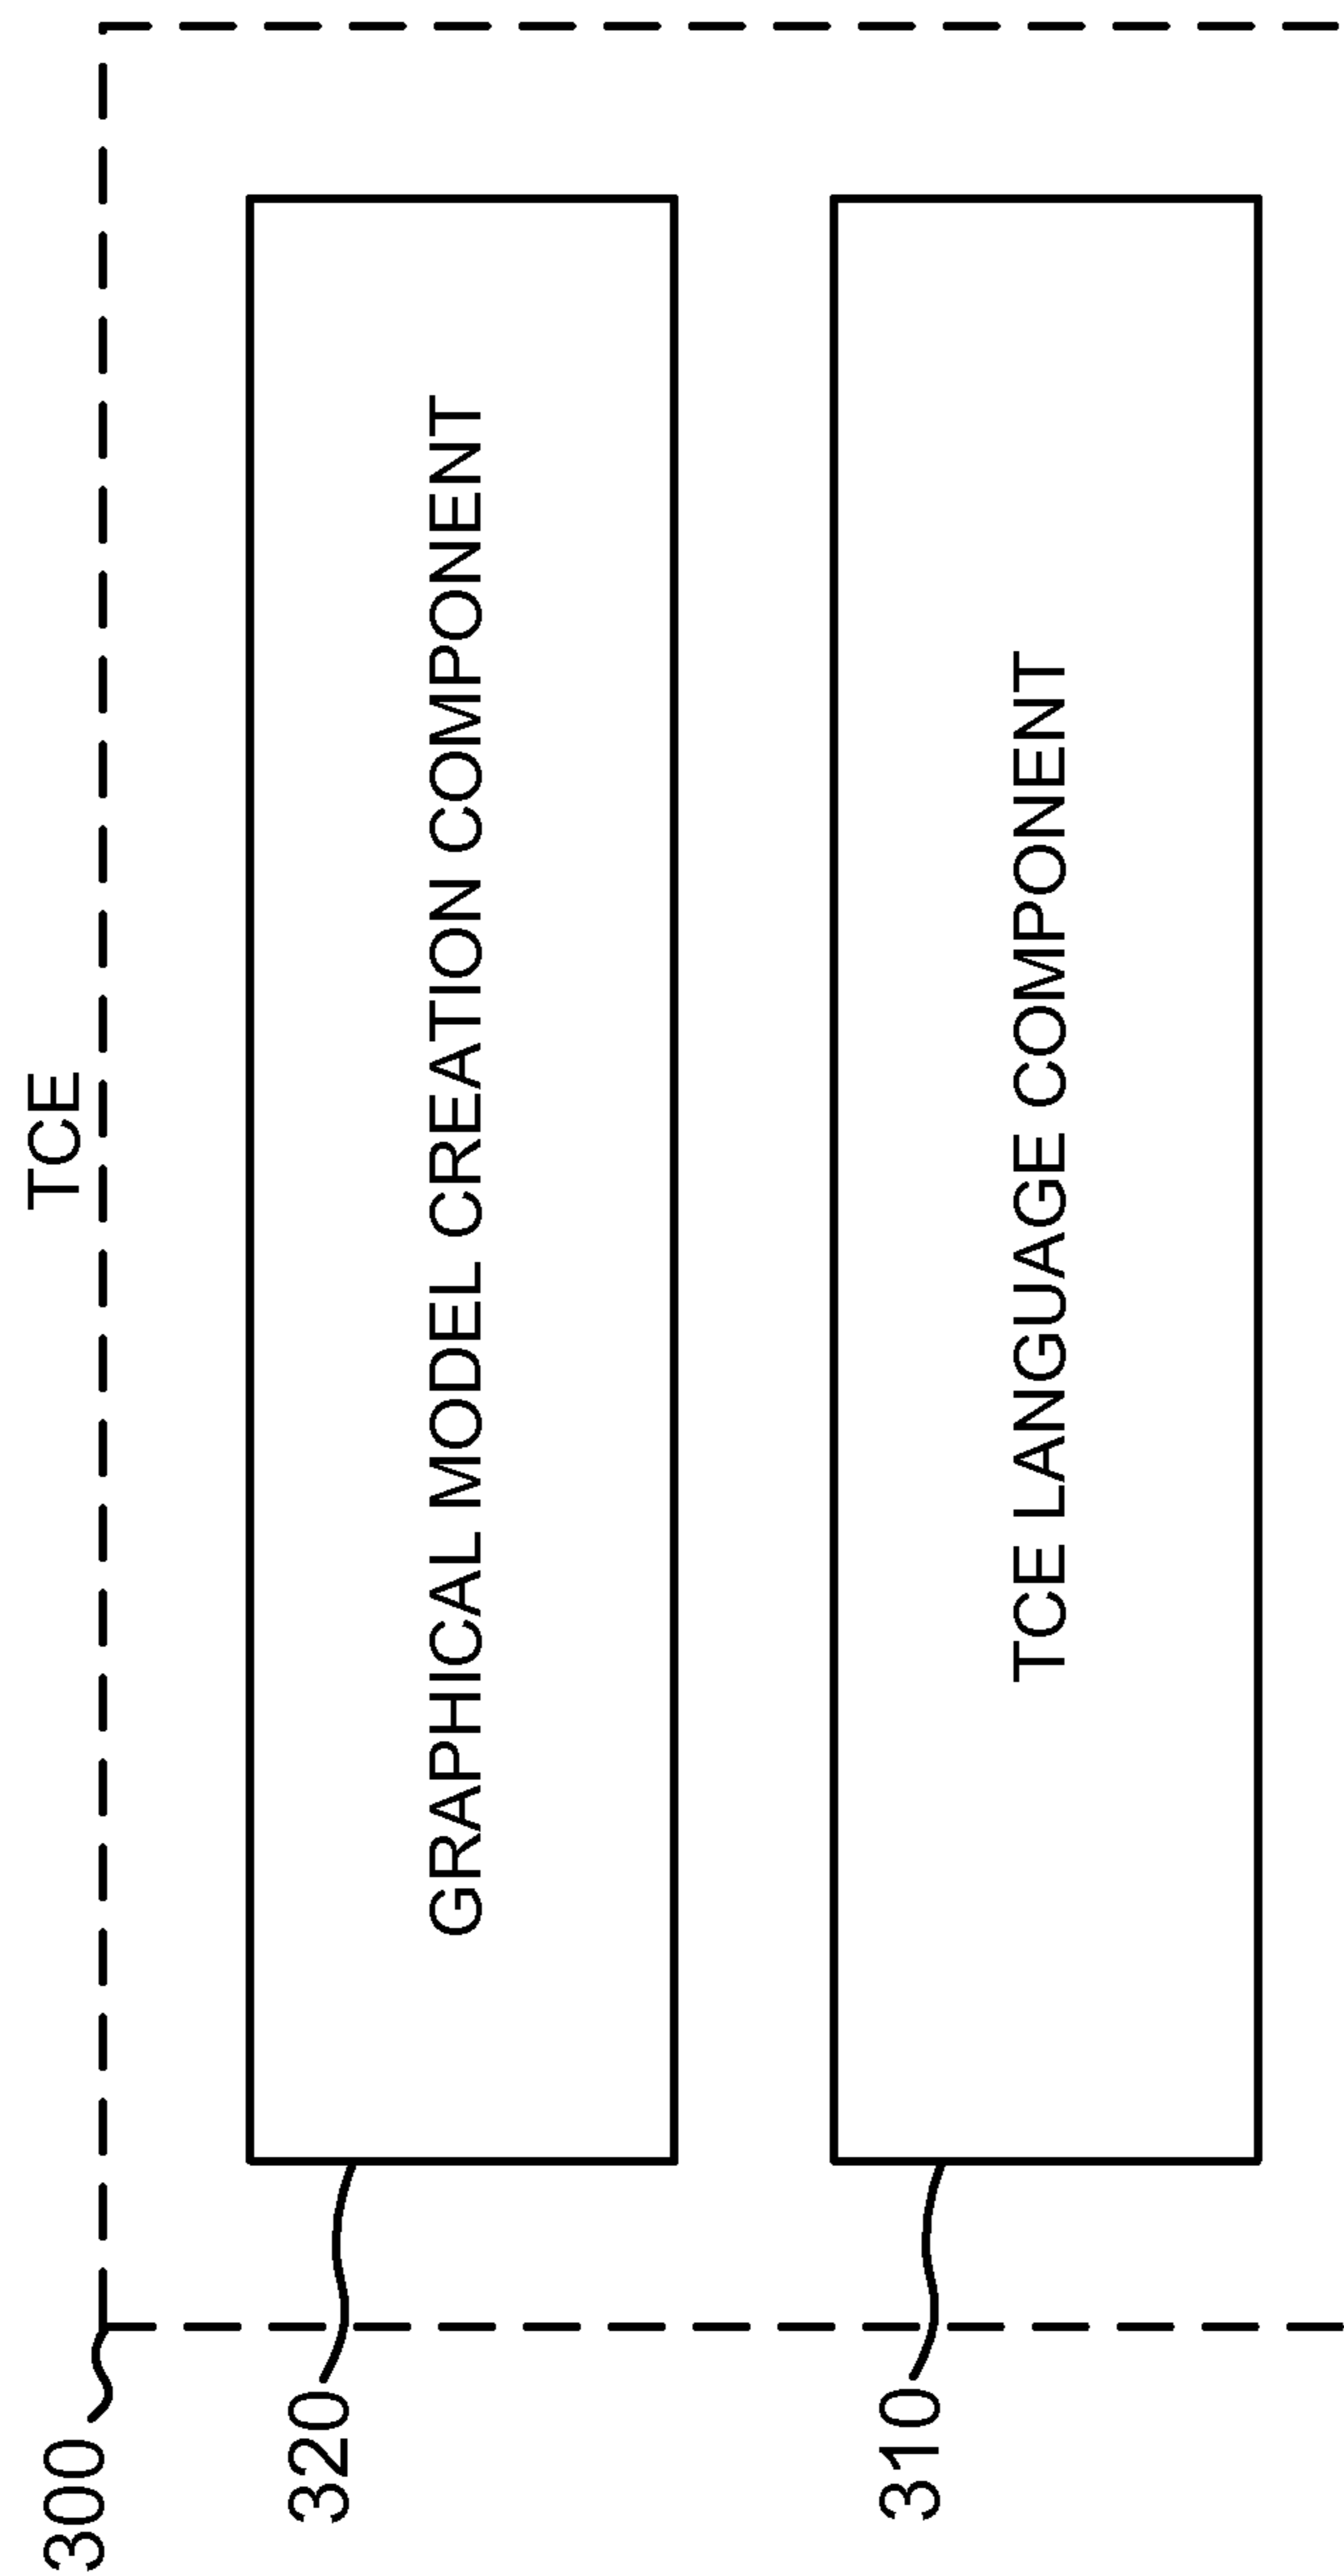 TCE
300
GRAPHICAL MODEL CREATION COMPONENT
320
TCE LANGUAGE COMPONENT
310